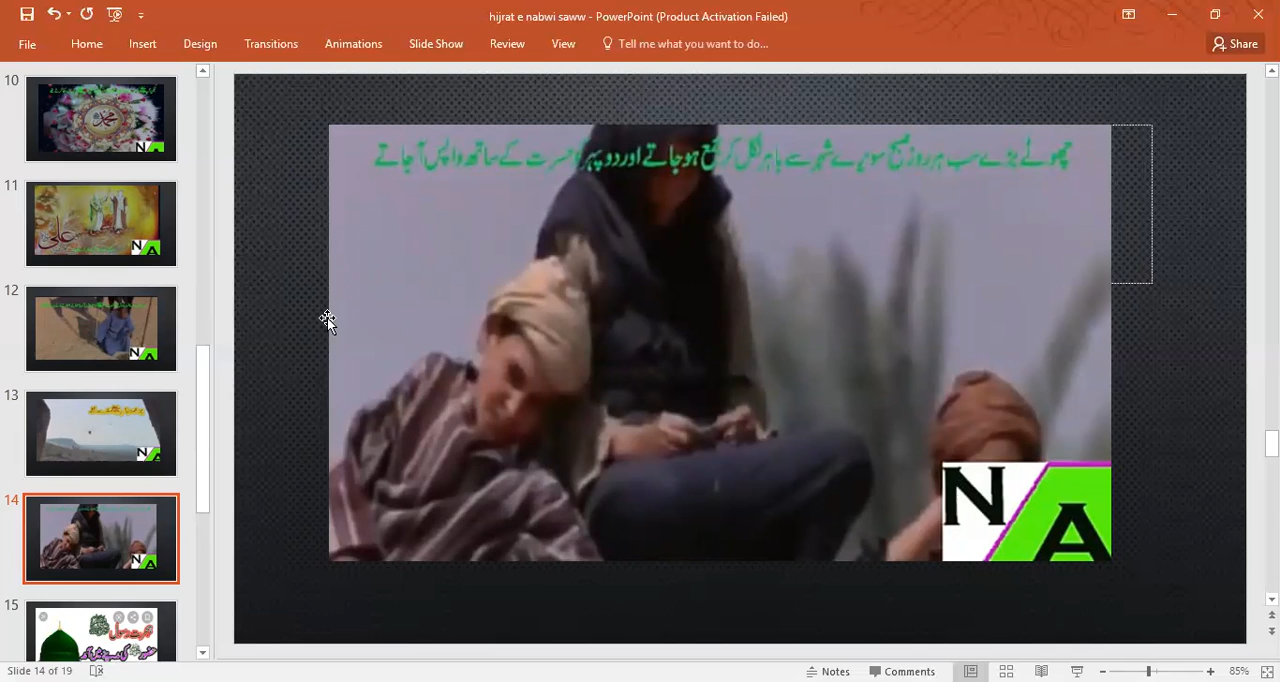 hijrat e nabwi saww - PowerPoint (Product Activation Failed)
File Home Insert Design Transitions Animations Slide Show Review View Tell me what you want to do... Share
10
11
12
13
14
15
NA
چھوٹے بڑے سب ہر روز صبح سویرے شہر سے باہر نکل کر جمع ہو جاتے اور دوپہر کو حسرت کے ساتھ واپس آ جاتے
NA
Slide 14 of 19 Notes Comments 85%